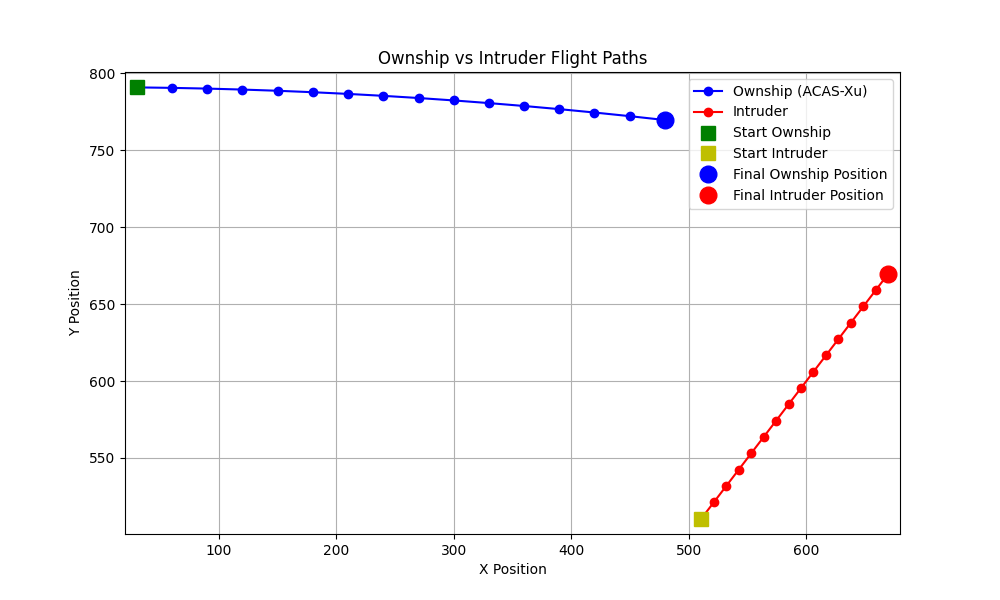 Ownship vs Intruder Flight Paths
Ownship (ACAS-Xu)
Intruder
Start Ownship
Start Intruder
Final Ownship Position
Final Intruder Position
Y Position
800
750
700
650
600
550
100 200 300 400 500 600
X Position